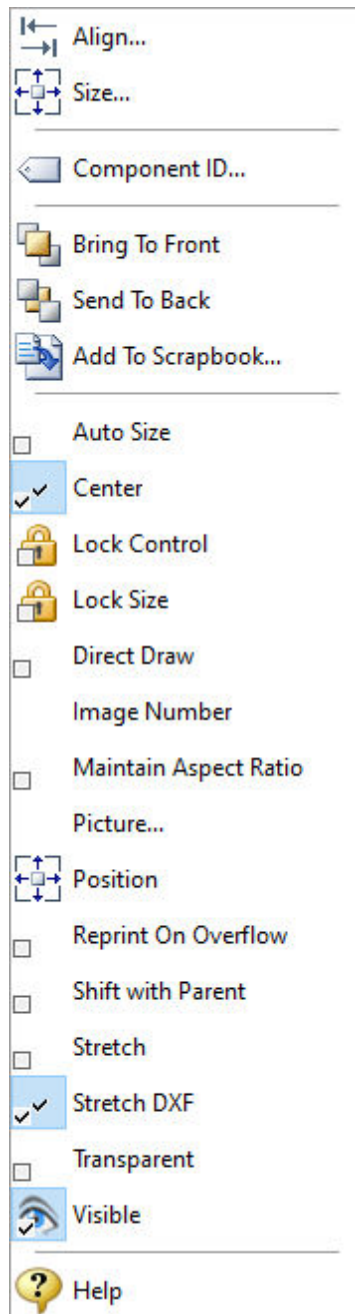 Align...
Size...
Component ID...
Bring To Front
Send To Back
Add To Scrapbook...
Auto Size
Center
Lock Control
Lock Size
Direct Draw
Image Number
Maintain Aspect Ratio
Picture...
Position
Reprint On Overflow
Shift with Parent
Stretch
Stretch DXF
Transparent
Visible
Help